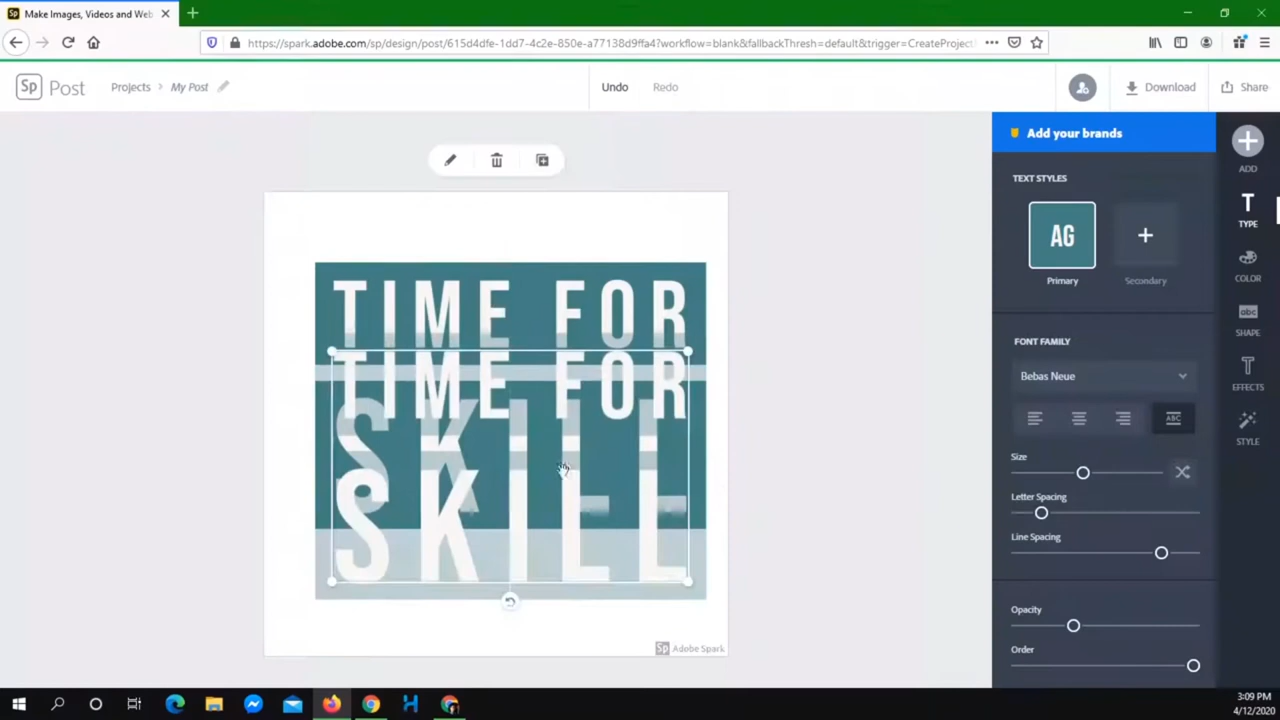 Make Images, Videos and Web
https://spark.adobe.com/sp/design/post/615d4dfe-1dd7-4c2e-850e-a77138d9ffa4?workflow=blank&fallbackThresh=default&trigger=CreateProject
Sp Post Projects > My Post Undo Redo Download Share
Add your brands
ADD
TEXT STYLES
AG +
Primary Secondary
TYPE
COLOR
TIME FOR
SHAPE
FONT FAMILY
Bebas Neue
TIME FOR
EFFECTS
ABC
SKILL
STYLE
Size
Letter Spacing
SKILL
Line Spacing
Opacity
Order
Sp Adobe Spark
3:09 PM
4/12/2020